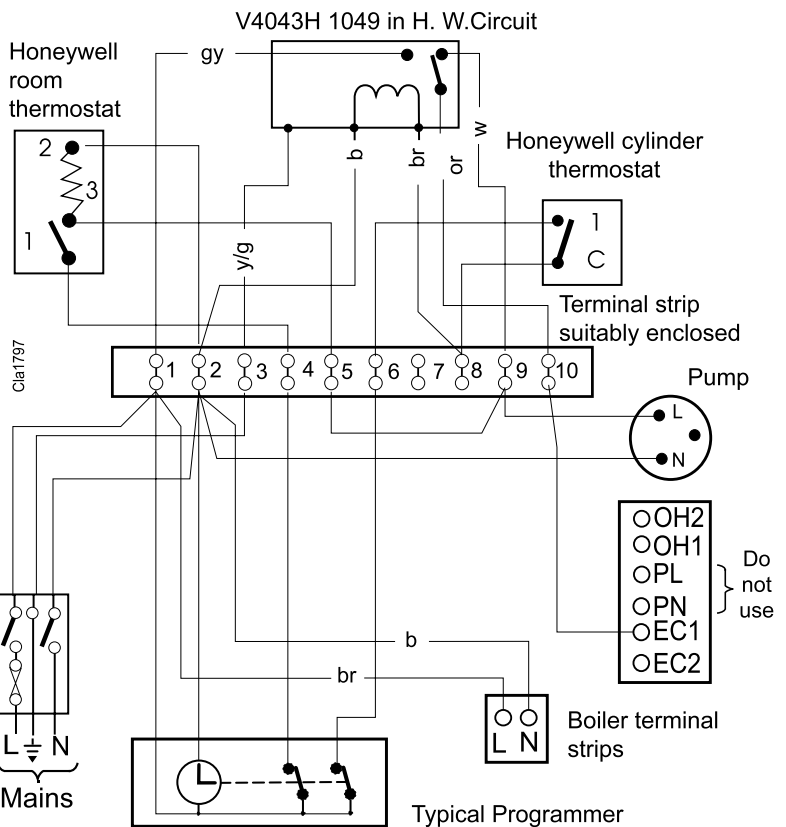 V4043H 1049 in H. W.Circuit
Honeywell
room
thermostat
gy
2
3
1
b
br
or
w
y/g
Honeywell cylinder
thermostat
1
C
Terminal strip
suitably enclosed
Cla1797
1 2 3 4 5 6 7 8 9 10
Pump
L
N
OH2
OH1
PL
PN
EC1
EC2
Do
not
use
b
br
L N
Boiler terminal
strips
L N
Mains
Typical Programmer